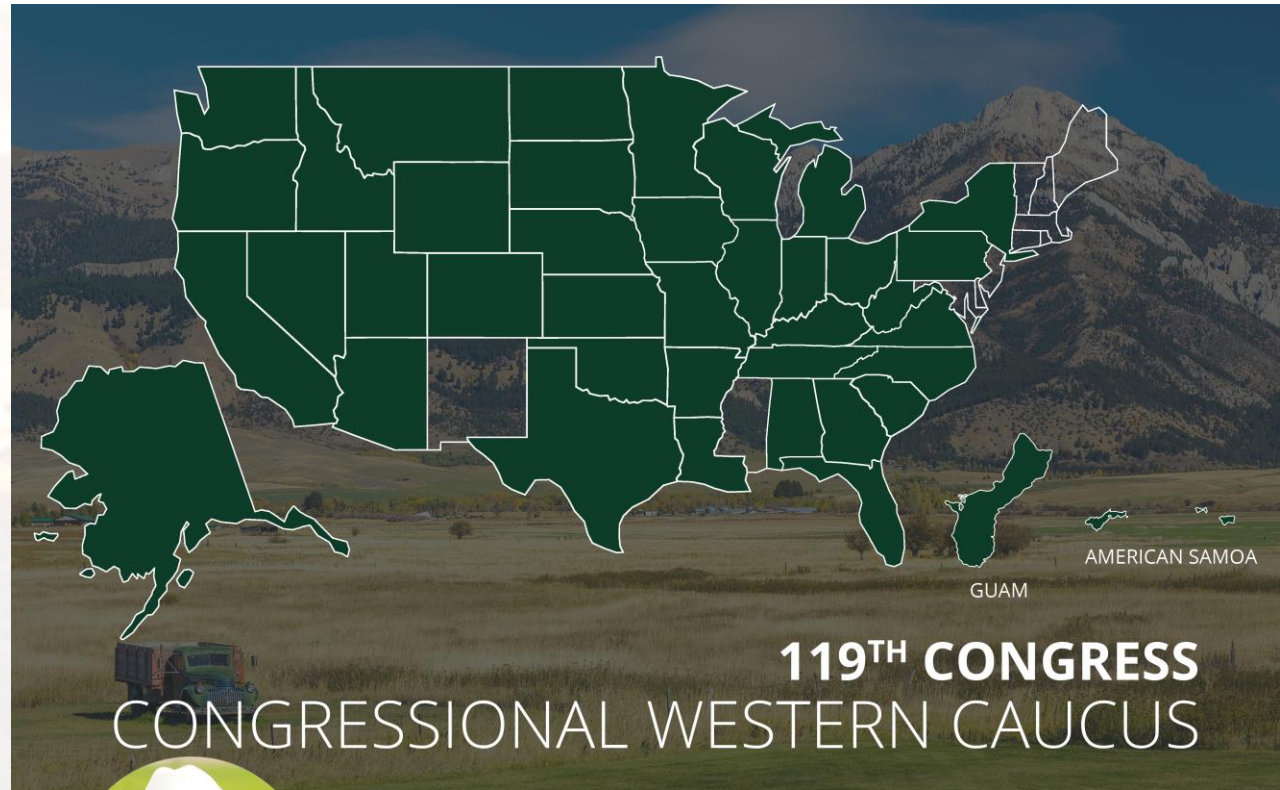 AMERICAN SAMOA
GUAM
119TH CONGRESS
CONGRESSIONAL WESTERN CAUCUS